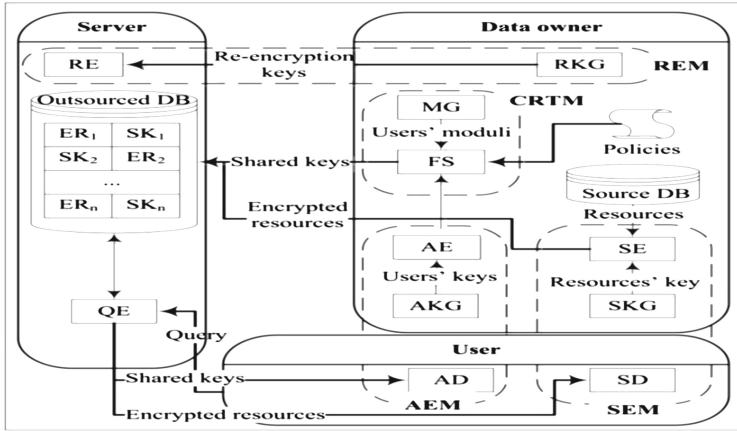 Server
Data owner
RE
Re-encryption
keys
RKG
REM
Outsourced DB
MG
CRTM
Users' moduli
ER1 SK1
SK2 ER2
...
ERn SKn
Shared keys
FS
Policies
Source DB
Encrypted
resources
Resources
AE
SE
Users' keys
Resources' key
QE
AKG
SKG
Query
User
Shared keys
AD
SD
Encrypted resources
AEM
SEM